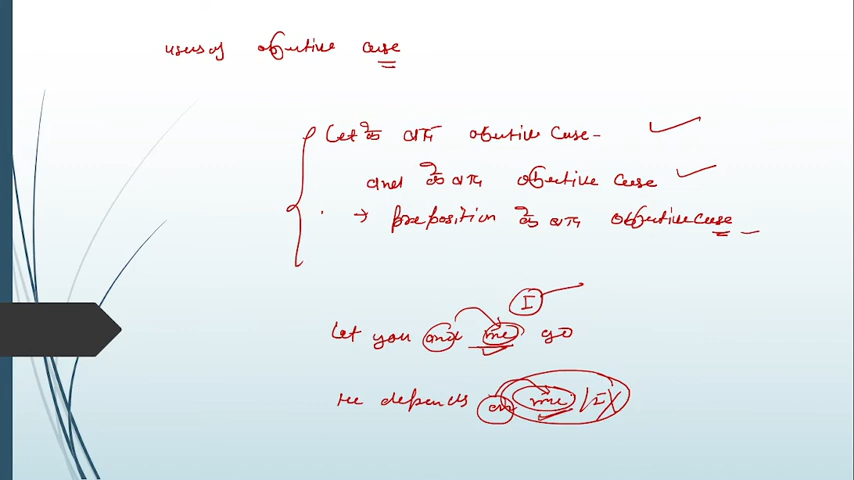 uses of objective case
Let के बाद objective case -
and के बाद objective case
→ preposition के बाद objective case -
I
Let you and me go
He depends on me / I